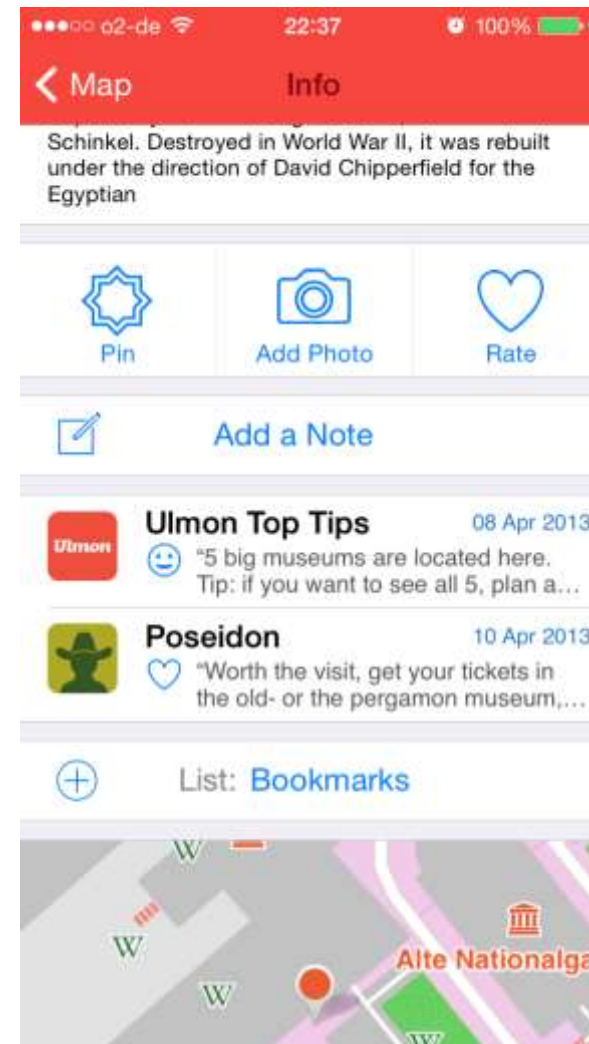 o2-de 22:37 100%
Map Info
Schinkel. Destroyed in World War II, it was rebuilt
under the direction of David Chipperfield for the
Egyptian
Pin Add Photo Rate
Add a Note
Ulmon
Ulmon Top Tips 08 Apr 2013
“5 big museums are located here.
Tip: if you want to see all 5, plan a...
Poseidon 10 Apr 2013
“Worth the visit, get your tickets in
the old- or the pergamon museum,...
List: Bookmarks
W
W
Alte Nationalga
W
W